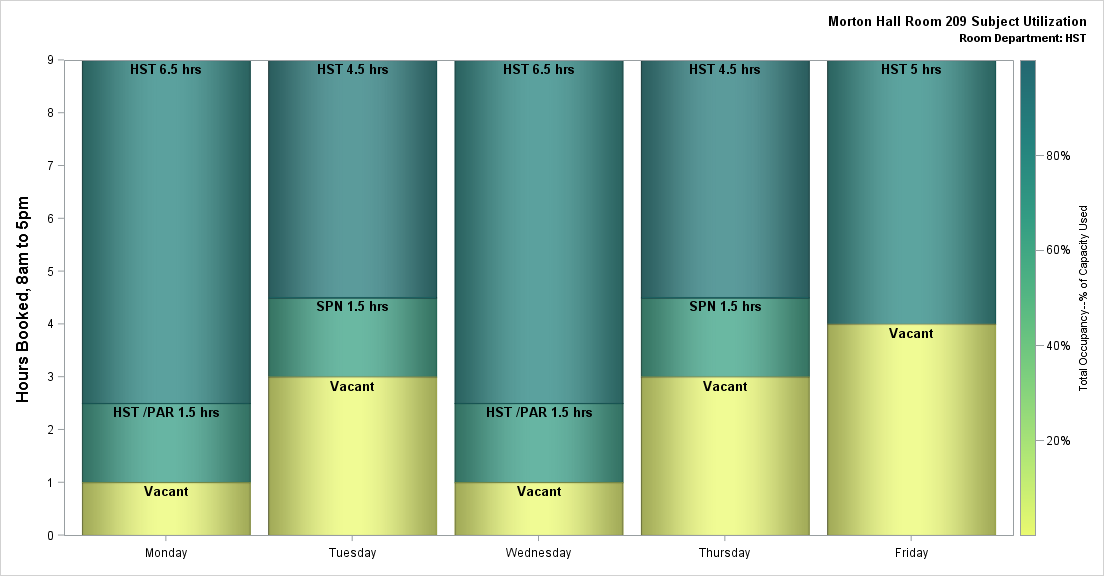 Morton Hall Room 209 Subject Utilization
Room Department: HST
Hours Booked, 8am to 5pm
9
8
7
6
5
4
3
2
1
0
HST 6.5 hrs
HST /PAR 1.5 hrs
Vacant
HST 4.5 hrs
SPN 1.5 hrs
Vacant
HST 6.5 hrs
HST /PAR 1.5 hrs
Vacant
HST 4.5 hrs
SPN 1.5 hrs
Vacant
HST 5 hrs
Vacant
Monday
Tuesday
Wednesday
Thursday
Friday
80%
60%
40%
20%
Total Occupancy--% of Capacity Used